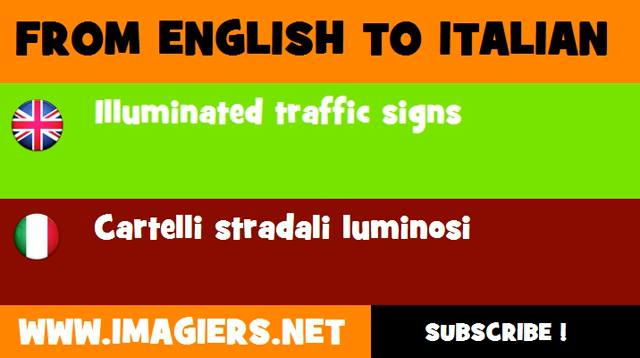 FROM ENGLISH TO ITALIAN
Illuminated traffic signs
Cartelli stradali luminosi
WWW.IMAGIERS.NET
SUBSCRIBE !